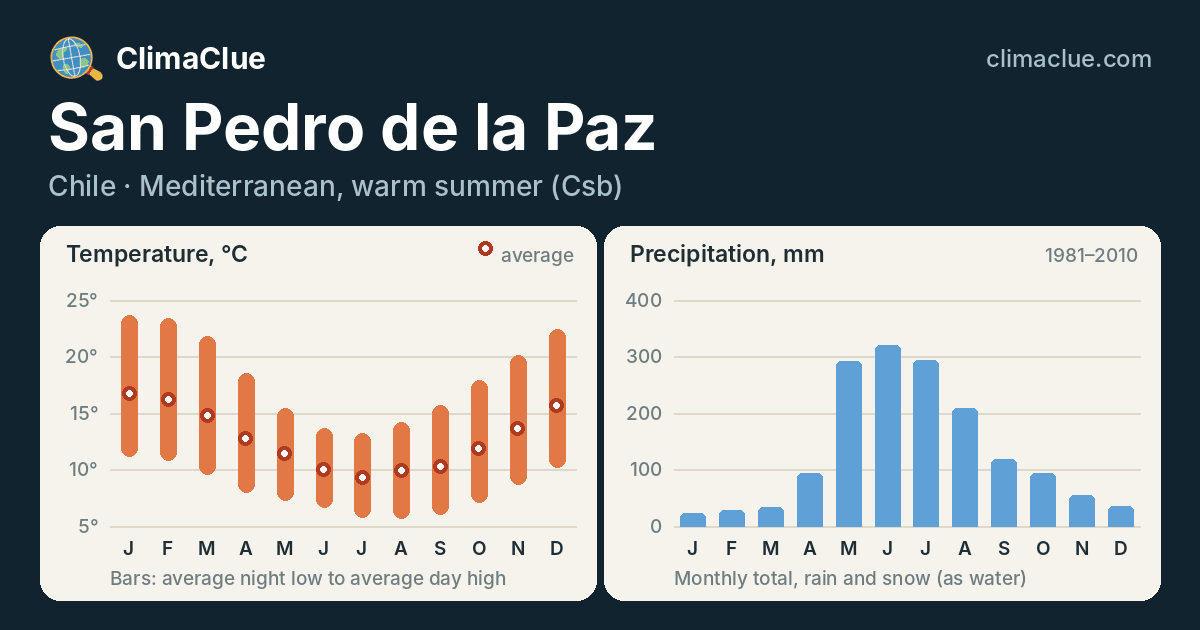 ClimaClue
climaclue.com
San Pedro de la Paz
Chile · Mediterranean, warm summer (Csb)
Temperature, °C
average
25°
20°
15°
10°
5°
J F M A M J J A S O N D
Bars: average night low to average day high
Precipitation, mm
1981–2010
400
300
200
100
0
J F M A M J J A S O N D
Monthly total, rain and snow (as water)